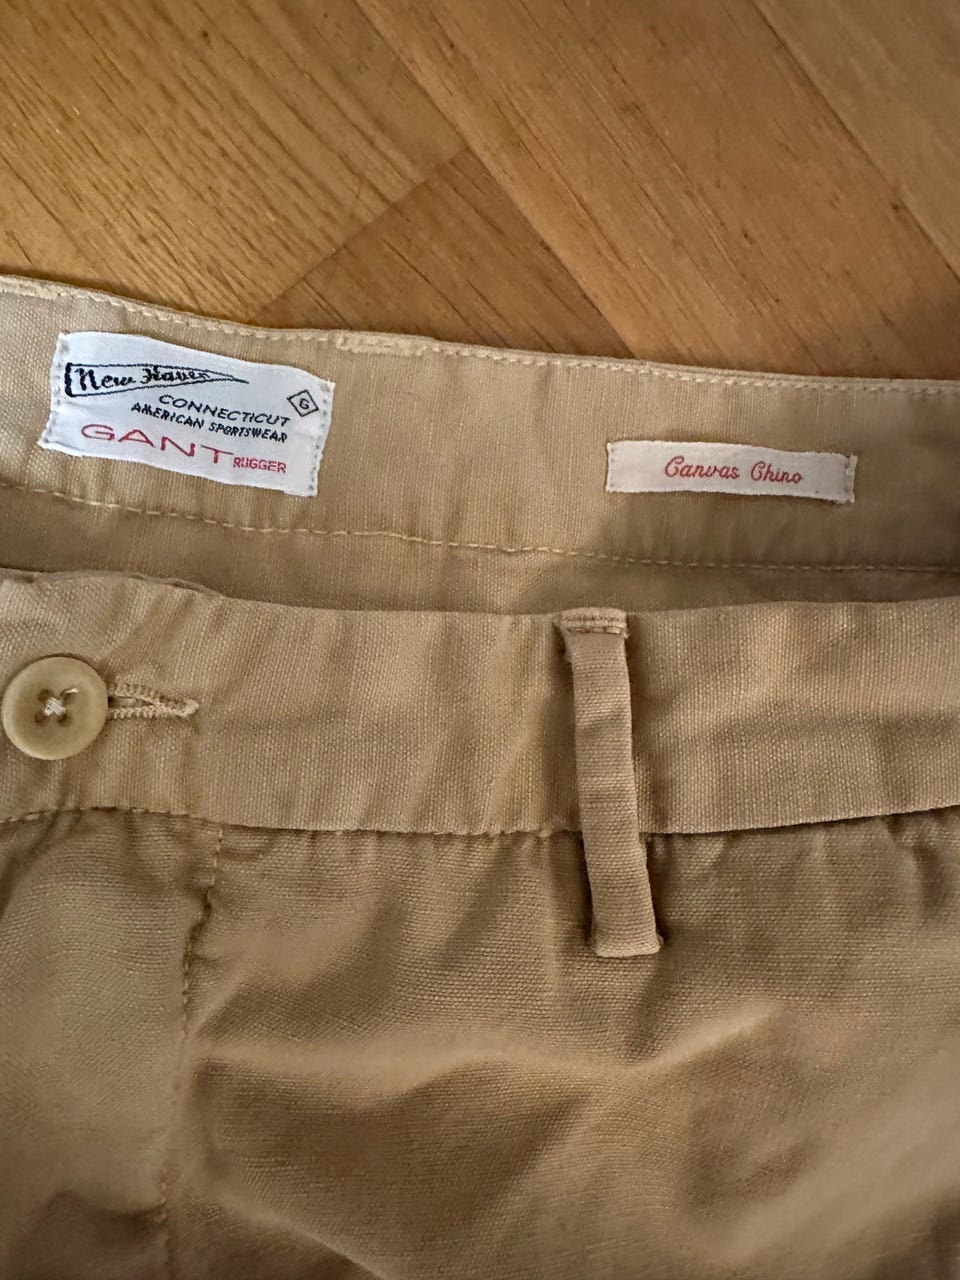 New Haven
CONNECTICUT
G
AMERICAN SPORTSWEAR
GANT RUGGER
Canvas Chino